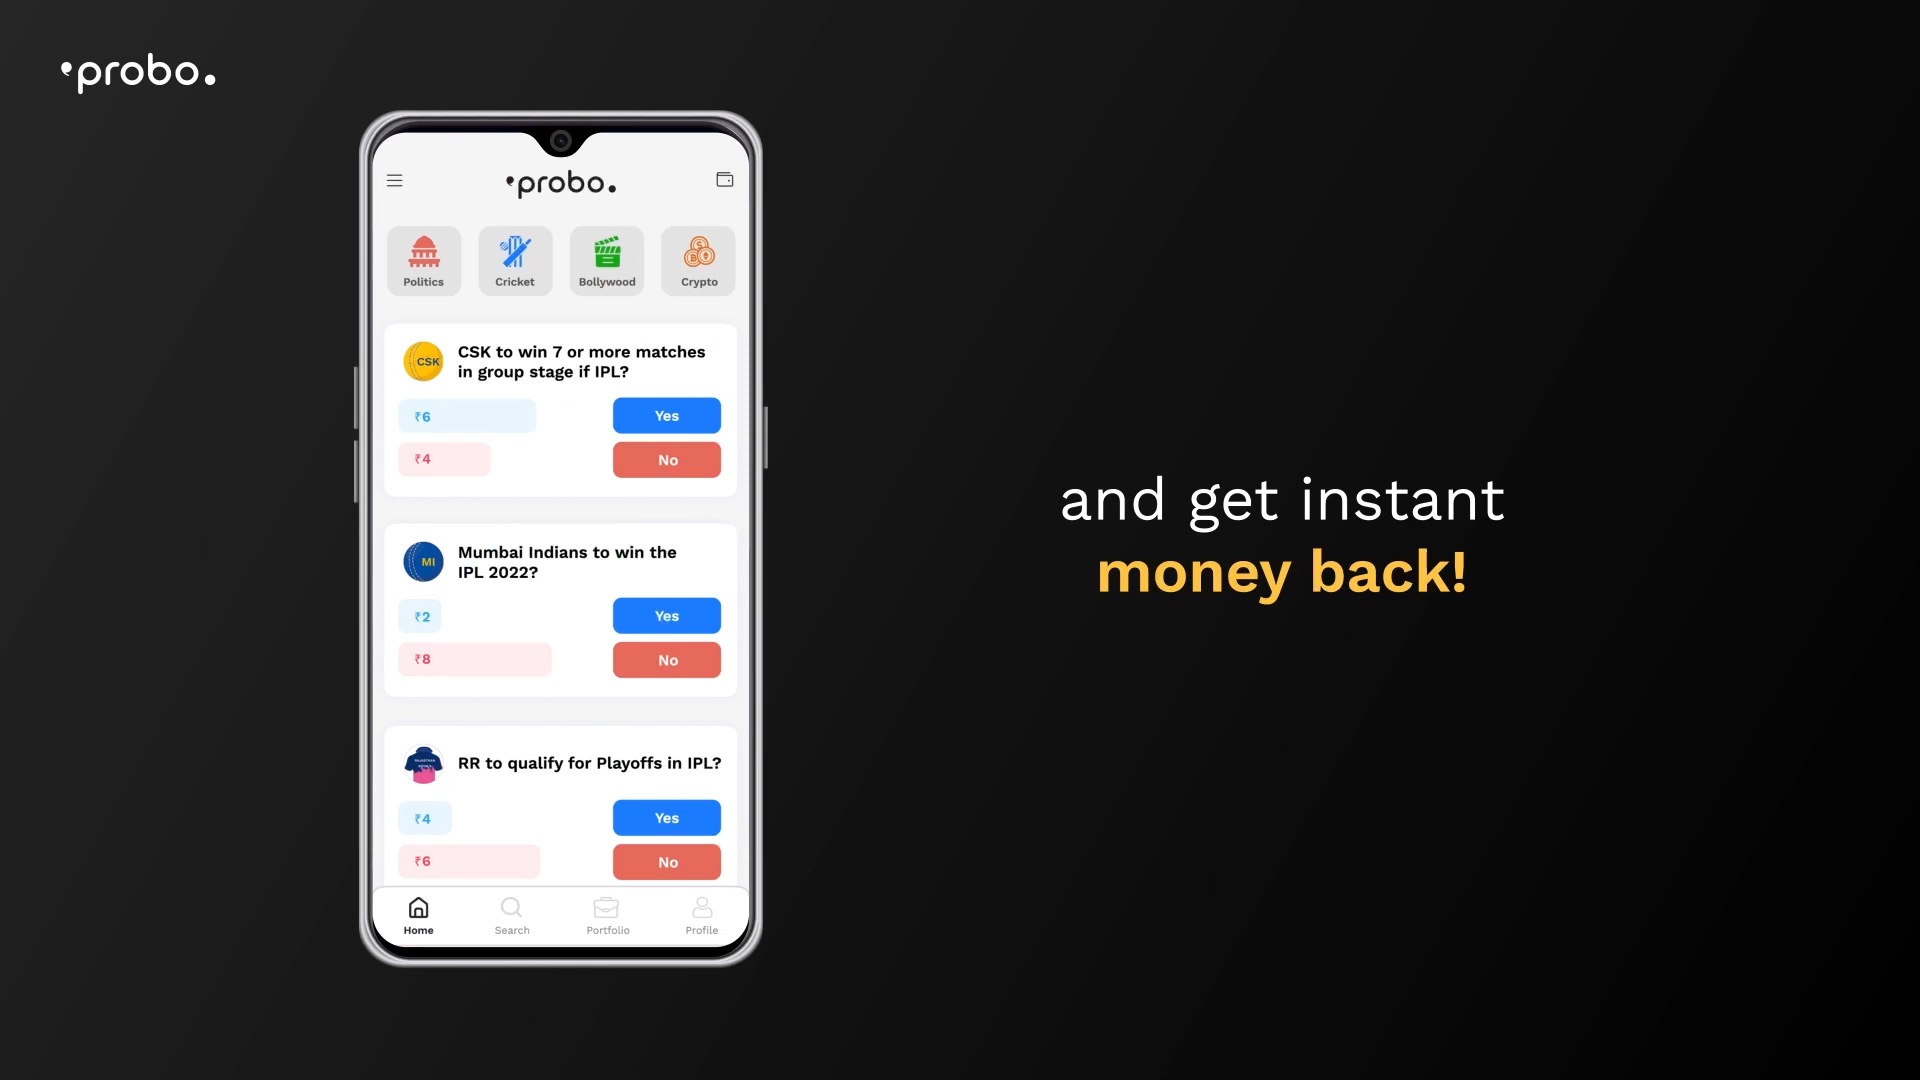 probo.
probo.
Politics
Cricket
Bollywood
Crypto
CSK
CSK to win 7 or more matches
in group stage if IPL?
₹6
Yes
₹4
No
MI
Mumbai Indians to win the
IPL 2022?
₹2
Yes
₹8
No
RR to qualify for Playoffs in IPL?
₹4
Yes
₹6
No
Home
Search
Portfolio
Profile
and get instant
money back!